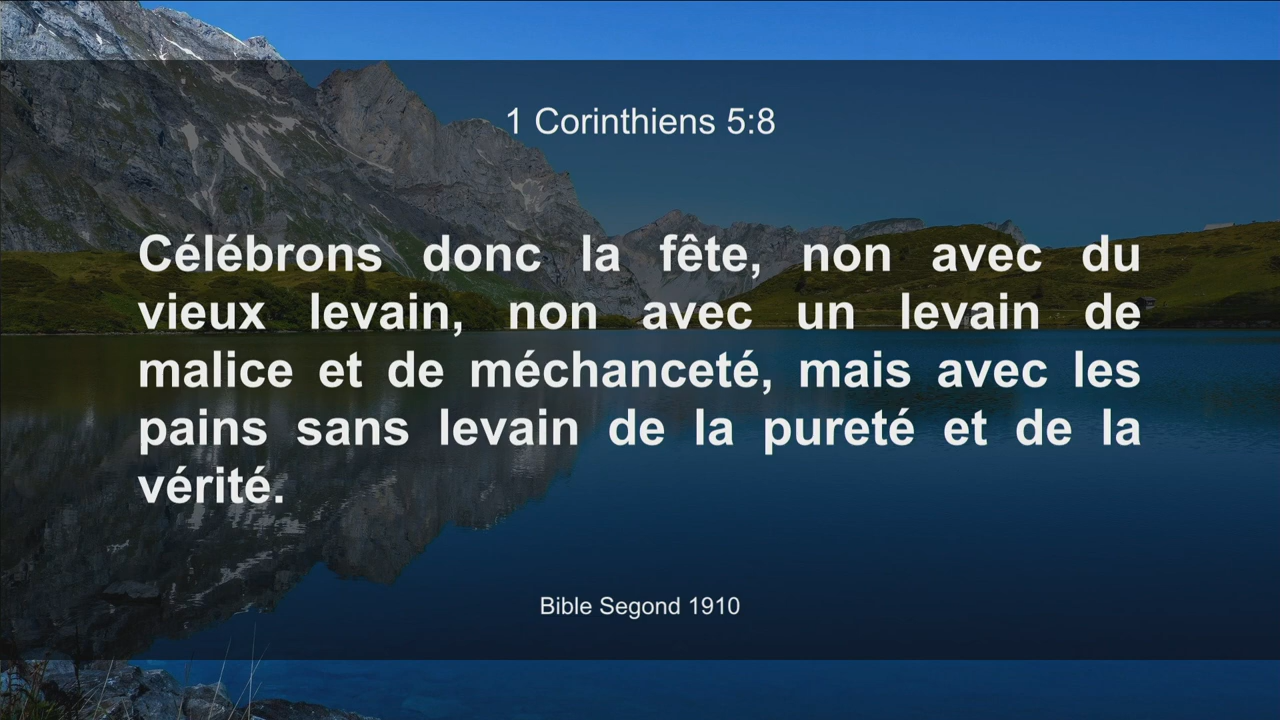 1 Corinthiens 5:8
Célébrons donc la fête, non avec du
vieux levain, non avec un levain de
malice et de méchanceté, mais avec les
pains sans levain de la pureté et de la
vérité.
Bible Segond 1910